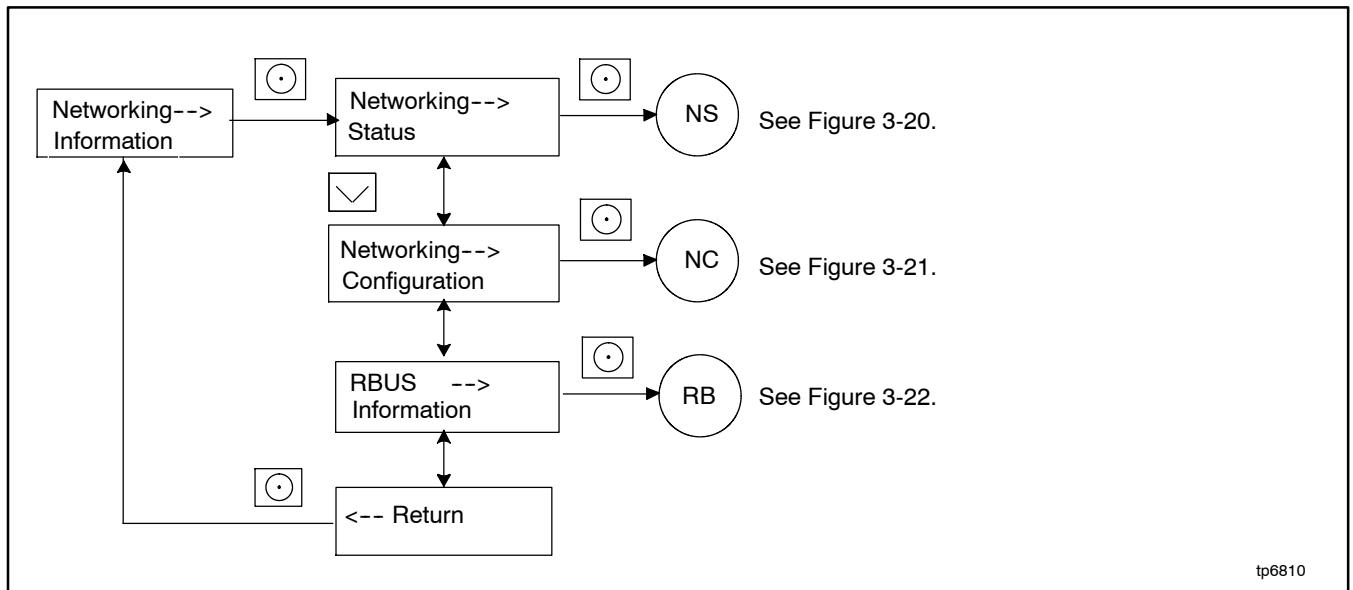 Networking-->
Information
Networking-->
Status
NS
See Figure 3-20.
Networking-->
Configuration
NC
See Figure 3-21.
RBUS -->
Information
RB
See Figure 3-22.
<-- Return
tp6810